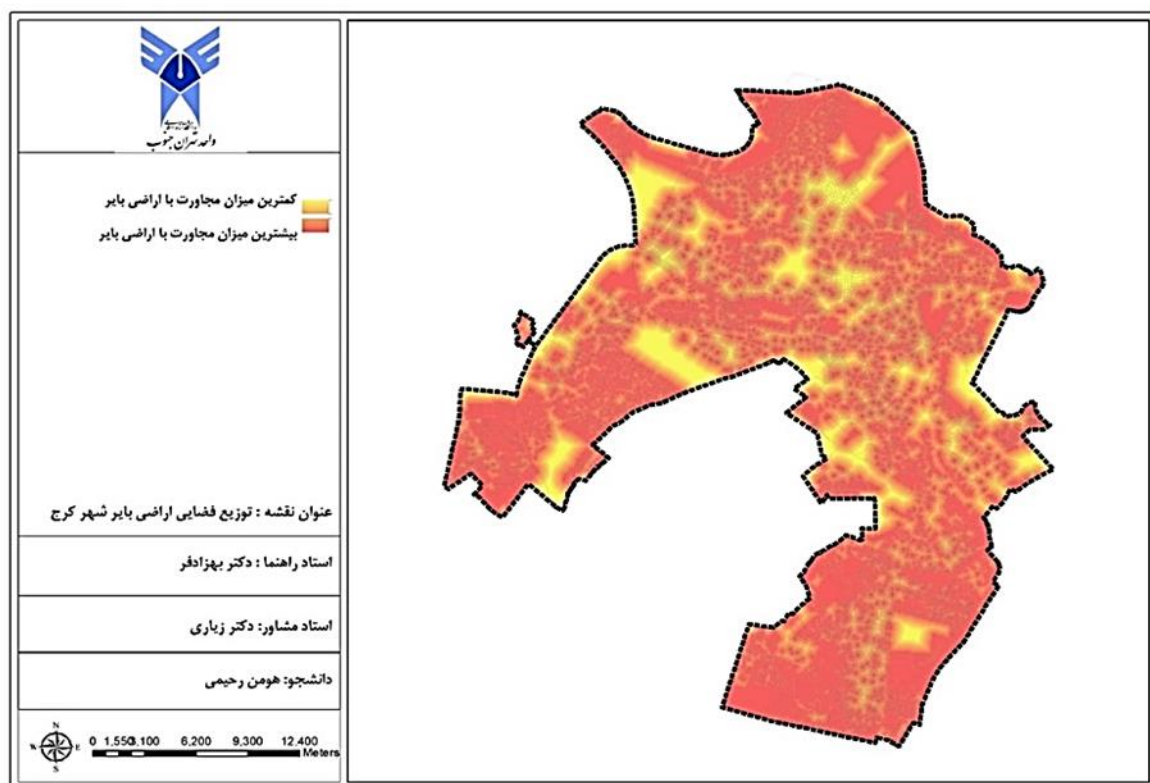 واحد تهران جنوب
کمترین میزان مجاورت با اراضی بایر
بیشترین میزان مجاورت با اراضی بایر
عنوان نقشه : توزیع فضایی اراضی بایر شهر کرج
استاد راهنما : دکتر بهزادفر
استاد مشاور: دکتر زیاری
دانشجو: هومن رحیمی
N
W E
S
0 1,550 3,100 6,200 9,300 12,400
Meters